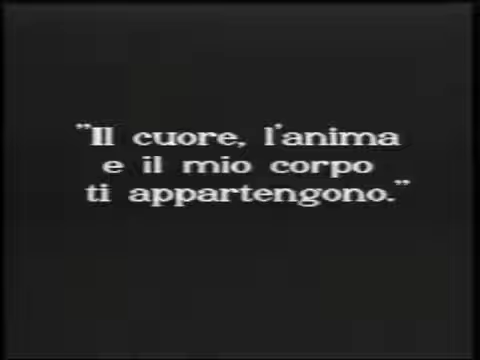 "Il cuore, l'anima
e il mio corpo
ti appartengono."